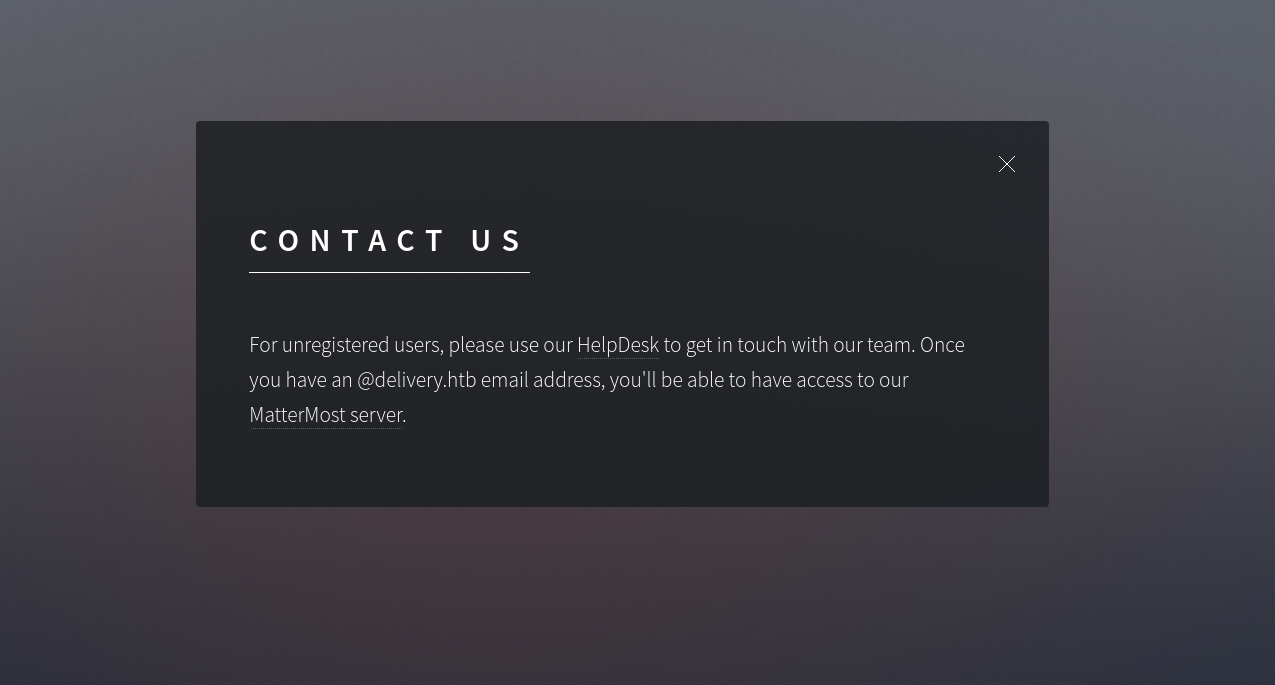 CONTACT US
For unregistered users, please use our HelpDesk to get in touch with our team. Once
you have an @delivery.htb email address, you'll be able to have access to our
MatterMost server.